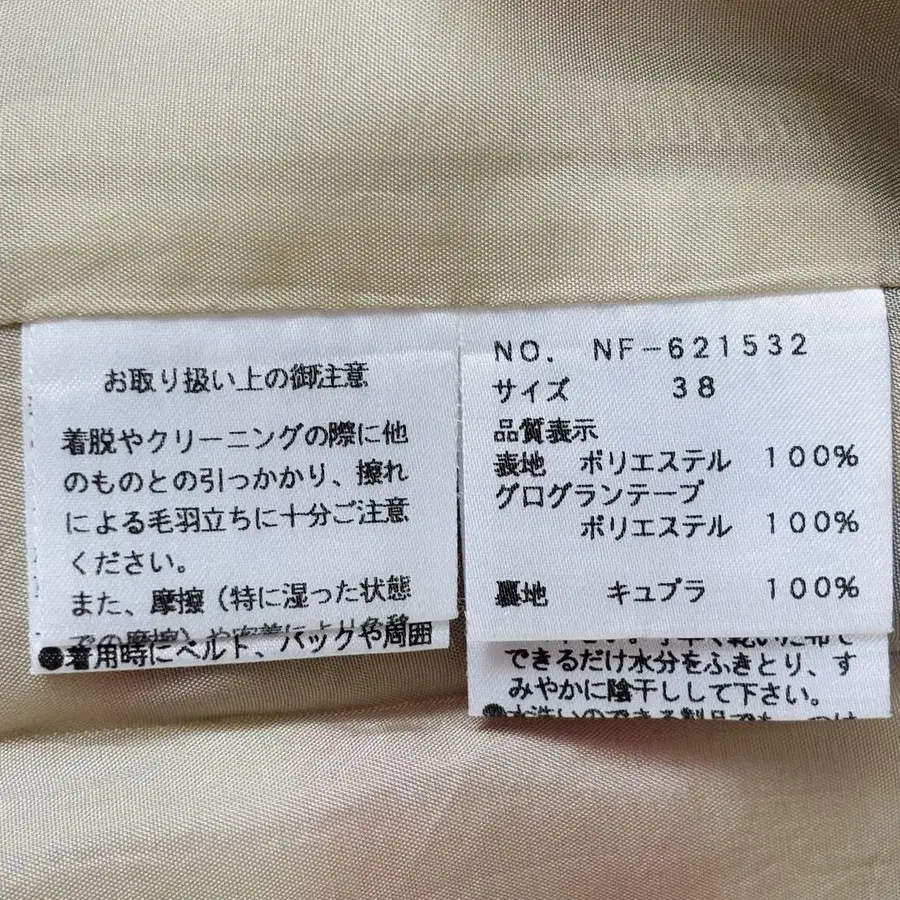 お取り扱い上の御注意
着脱やクリーニングの際に他
のものとの引っかかり、擦れ
による毛羽立ちに十分ご注意
ください。
また、摩擦（特に湿った状態
での摩擦）や
●着用時にベルト、バックや周囲
NO. NF-621532
サイズ 38
品質表示
表地 ポリエステル 100%
グログランテープ
ポリエステル 100%
裏地 キュプラ 100%
できるだけ水分をふきとり、す
みやかに陰干しして下さい。